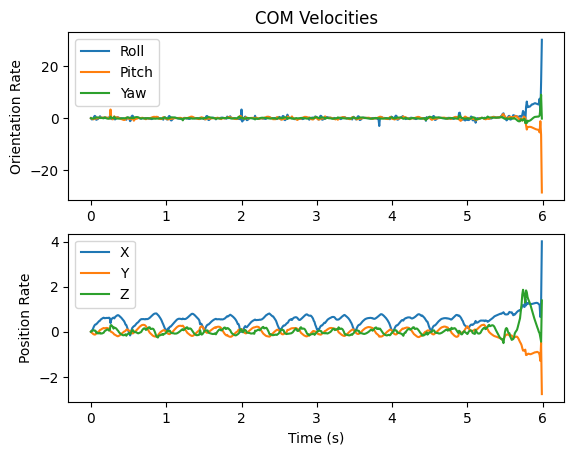 COM Velocities
Orientation Rate
20
0
−20
Roll
Pitch
Yaw
0 1 2 3 4 5 6
Position Rate
4
2
0
−2
X
Y
Z
0 1 2 3 4 5 6
Time (s)